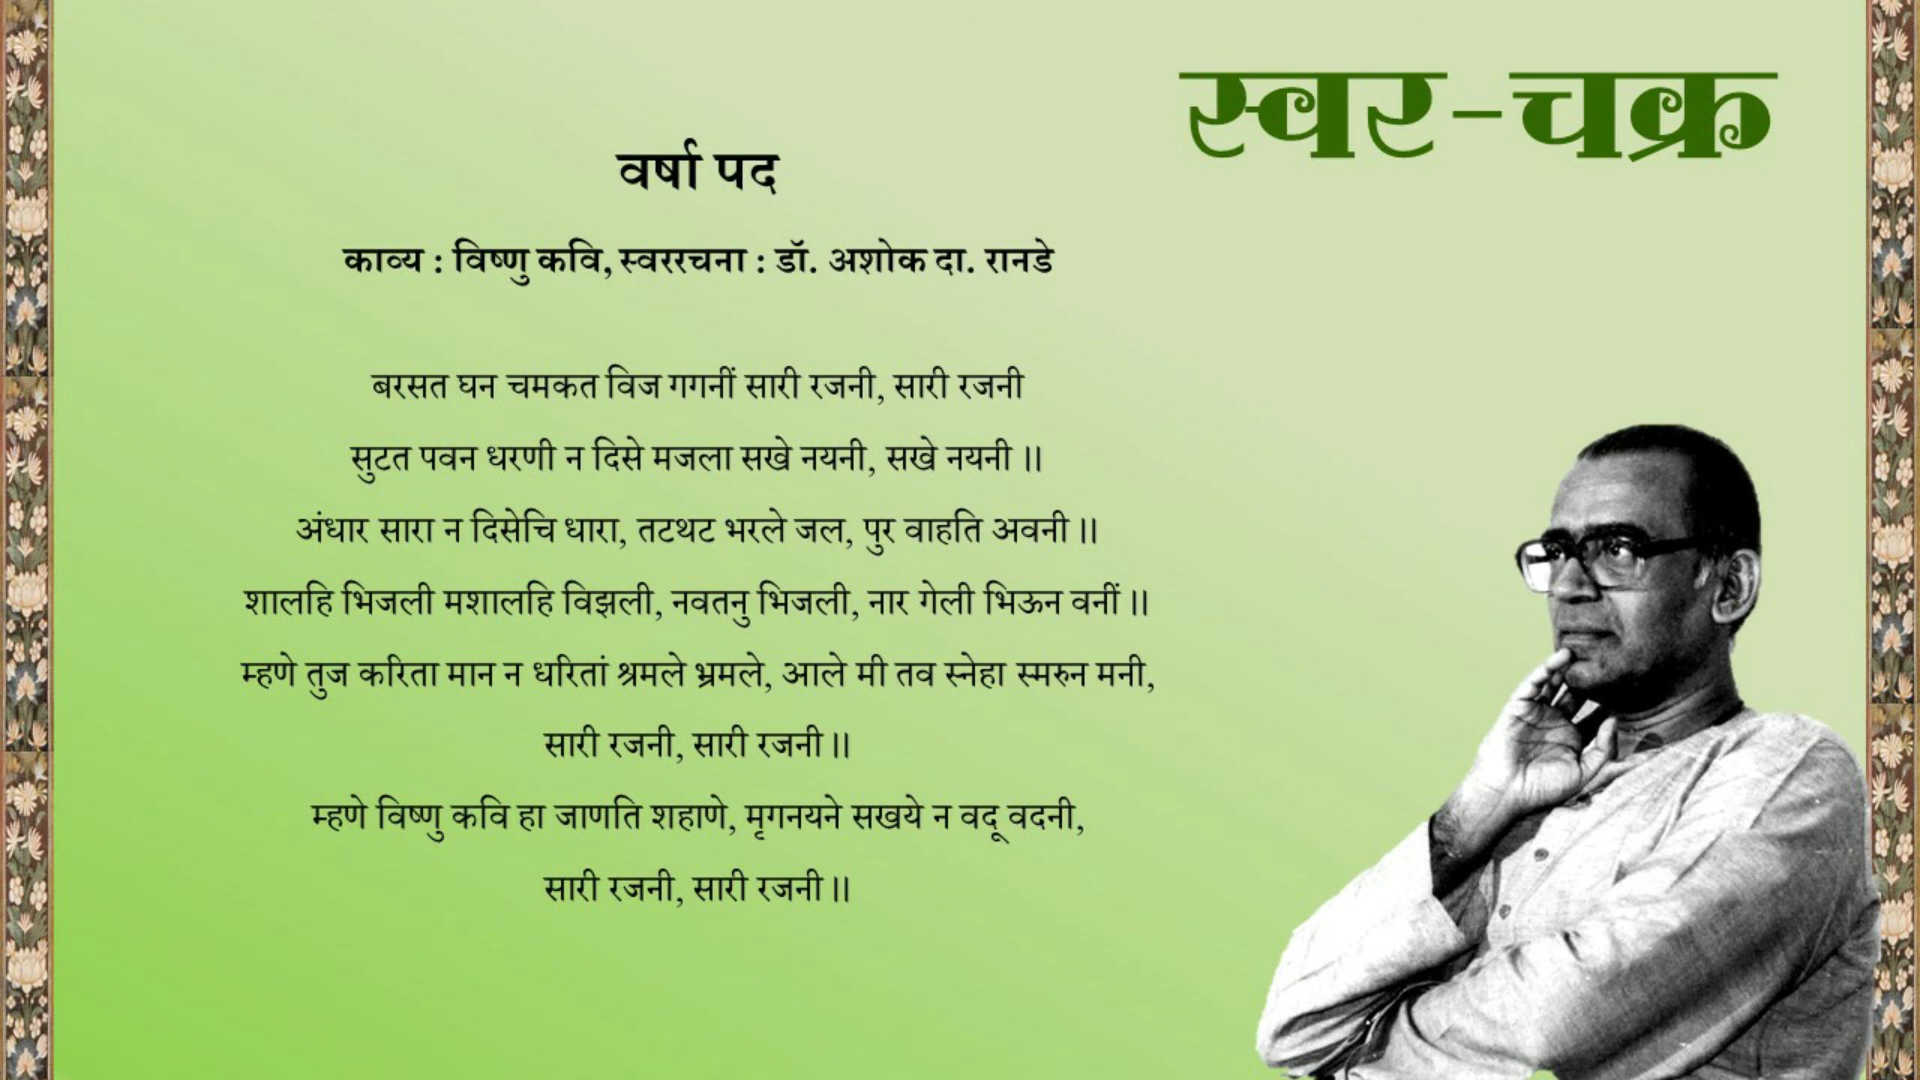 स्वर-चक्र
वर्षा पद
काव्य : विष्णु कवि, स्वररचना : डॉ. अशोक दा. रानडे
बरसत घन चमकत विज गगनीं सारी रजनी, सारी रजनी
सुटत पवन धरणी न दिसे मजला सखे नयनी, सखे नयनी ॥
अंधार सारा न दिसेचि धारा, तटथट भरले जल, पुर वाहति अवनी ॥
शालहि भिजली मशालहि विझली, नवतनु भिजली, नार गेली भिऊन वनीं ॥
म्हणे तुज करिता मान न धरितां श्रमले भ्रमले, आले मी तव स्नेहा स्मरुन मनी,
सारी रजनी, सारी रजनी ॥
म्हणे विष्णु कवि हा जाणति शहाणे, मृगनयने सखये न वदू वदनी,
सारी रजनी, सारी रजनी ॥